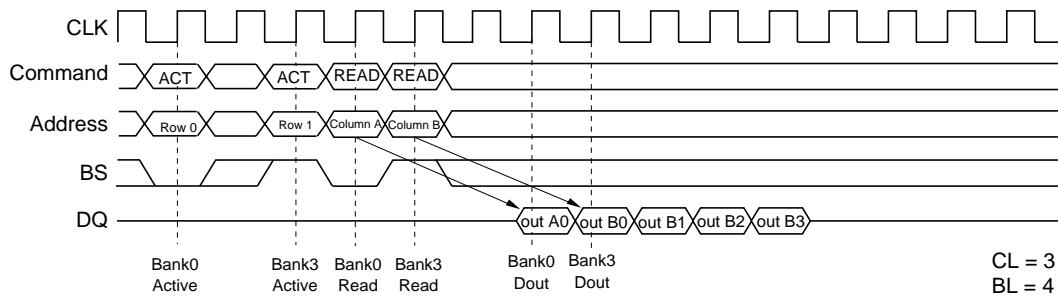 CLK
Command ACT ACT READ READ
Address Row 0 Row 1 Column A Column B
BS
DQ out A0 out B0 out B1 out B2 out B3
Bank0 Active
Bank3 Active
Bank0 Read
Bank3 Read
Bank0 Dout
Bank3 Dout
CL = 3
BL = 4